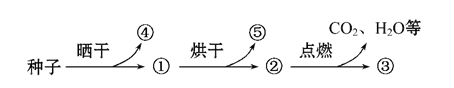 CO₂、H₂O等
④ ⑤
晒干 烘干 点燃
种子 ① ② ③